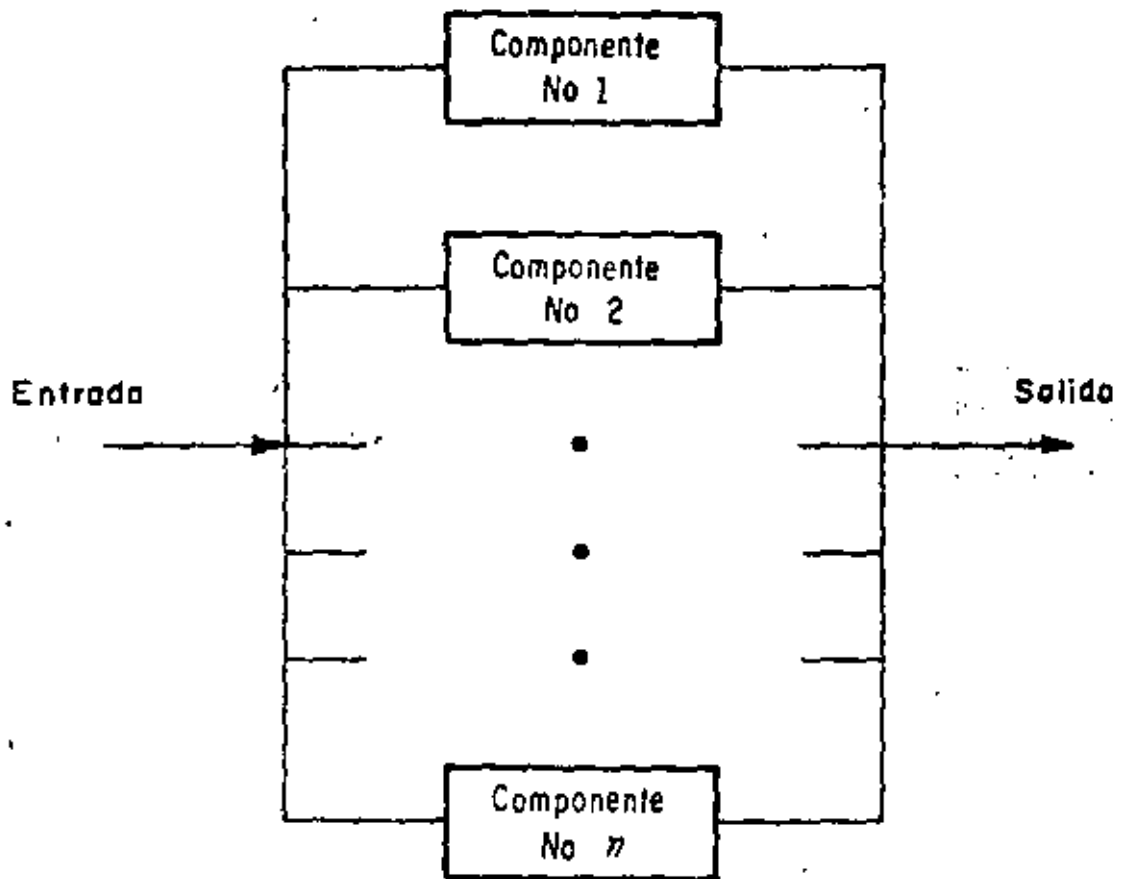 Componente
No 1
Componente
No 2
Entrada
Salida
Componente
No n